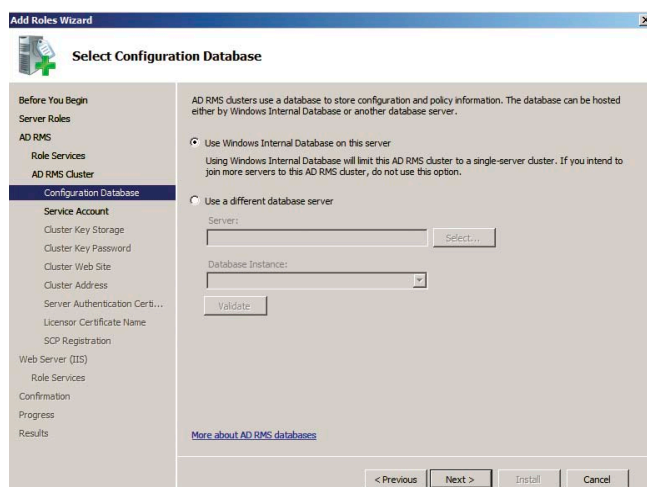 Add Roles Wizard
Select Configuration Database
Before You Begin
Server Roles
AD RMS
Role Services
AD RMS Cluster
Configuration Database
Service Account
Cluster Key Storage
Cluster Key Password
Cluster Web Site
Cluster Address
Server Authentication Certi...
Licensor Certificate Name
SCP Registration
Web Server (IIS)
Role Services
Confirmation
Progress
Results
AD RMS clusters use a database to store configuration and policy information. The database can be hosted
either by Windows Internal Database or another database server.
Use Windows Internal Database on this server
Using Windows Internal Database will limit this AD RMS cluster to a single-server cluster. If you intend to
join more servers to this AD RMS cluster, do not use this option.
Use a different database server
Server:
Select...
Database Instance:
Validate
More about AD RMS databases
< Previous
Next >
Install
Cancel